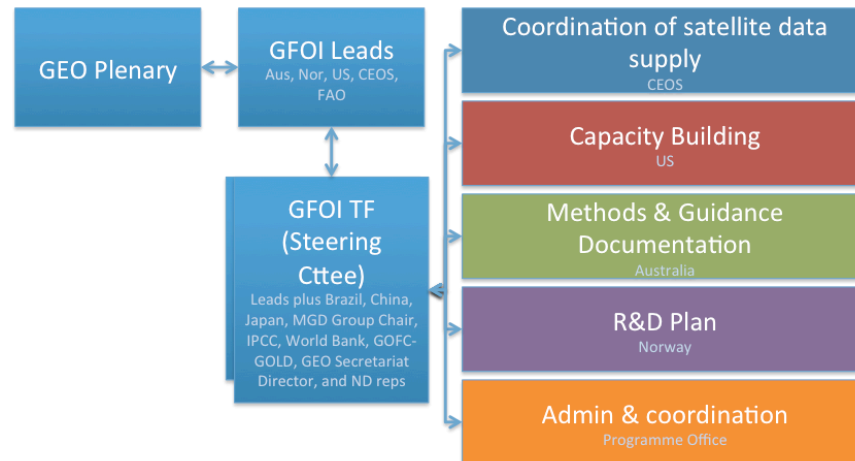 GEO Plenary
GFOI Leads
Aus, Nor, US, CEOS,
FAO
GFOI TF
(Steering
Cttee)
Leads plus Brazil, China,
Japan, MGD Group Chair,
IPCC, World Bank, GOFC-
GOLD, GEO Secretariat
Director, and ND reps
Coordination of satellite data
supply
CEOS
Capacity Building
US
Methods & Guidance
Documentation
Australia
R&D Plan
Norway
Admin & coordination
Programme Office